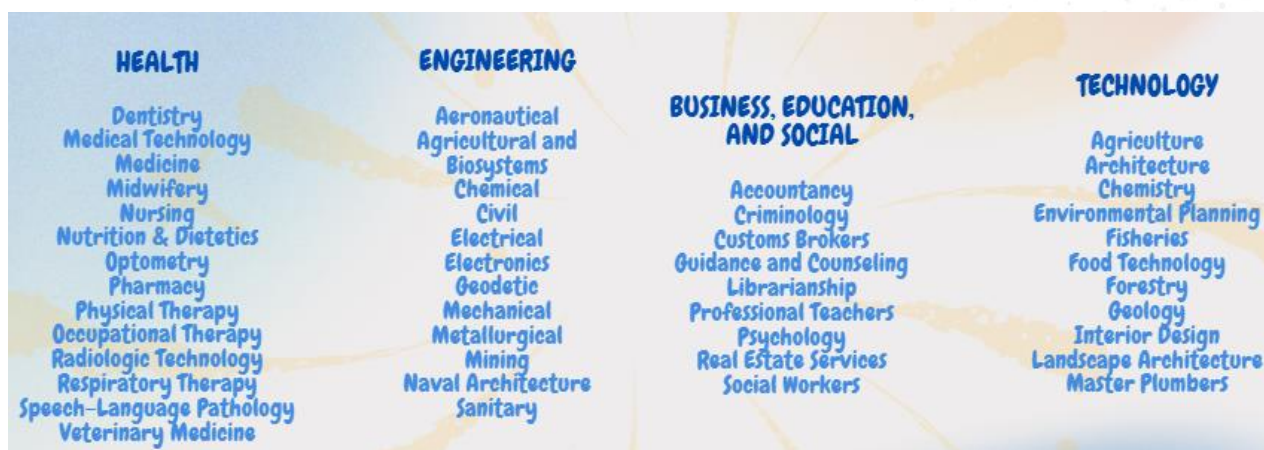 HEALTH
Dentistry
Medical Technology
Medicine
Midwifery
Nursing
Nutrition & Dietetics
Optometry
Pharmacy
Physical Therapy
Occupational Therapy
Radiologic Technology
Respiratory Therapy
Speech-Language Pathology
Veterinary Medicine
ENGINEERING
Aeronautical
Agricultural and
Biosystems
Chemical
Civil
Electrical
Electronics
Geodetic
Mechanical
Metallurgical
Mining
Naval Architecture
Sanitary
BUSINESS, EDUCATION,
AND SOCIAL
Accountancy
Criminology
Customs Brokers
Guidance and Counseling
Librarianship
Professional Teachers
Psychology
Real Estate Services
Social Workers
TECHNOLOGY
Agriculture
Architecture
Chemistry
Environmental Planning
Fisheries
Food Technology
Forestry
Geology
Interior Design
Landscape Architecture
Master Plumbers